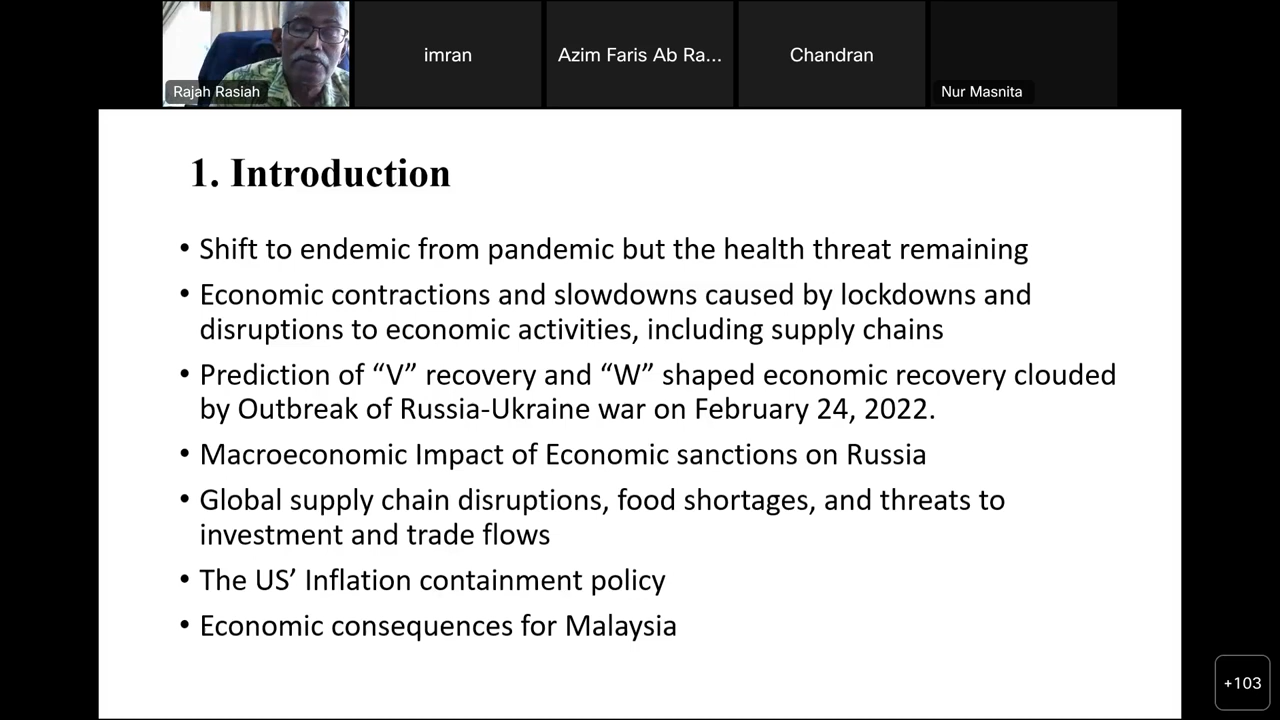 Rajah Rasiah
imran
Azim Faris Ab Ra...
Chandran
Nur Masnita
1. Introduction
• Shift to endemic from pandemic but the health threat remaining
• Economic contractions and slowdowns caused by lockdowns and
disruptions to economic activities, including supply chains
• Prediction of “V” recovery and “W” shaped economic recovery clouded
by Outbreak of Russia-Ukraine war on February 24, 2022.
• Macroeconomic Impact of Economic sanctions on Russia
• Global supply chain disruptions, food shortages, and threats to
investment and trade flows
• The US’ Inflation containment policy
• Economic consequences for Malaysia
+103